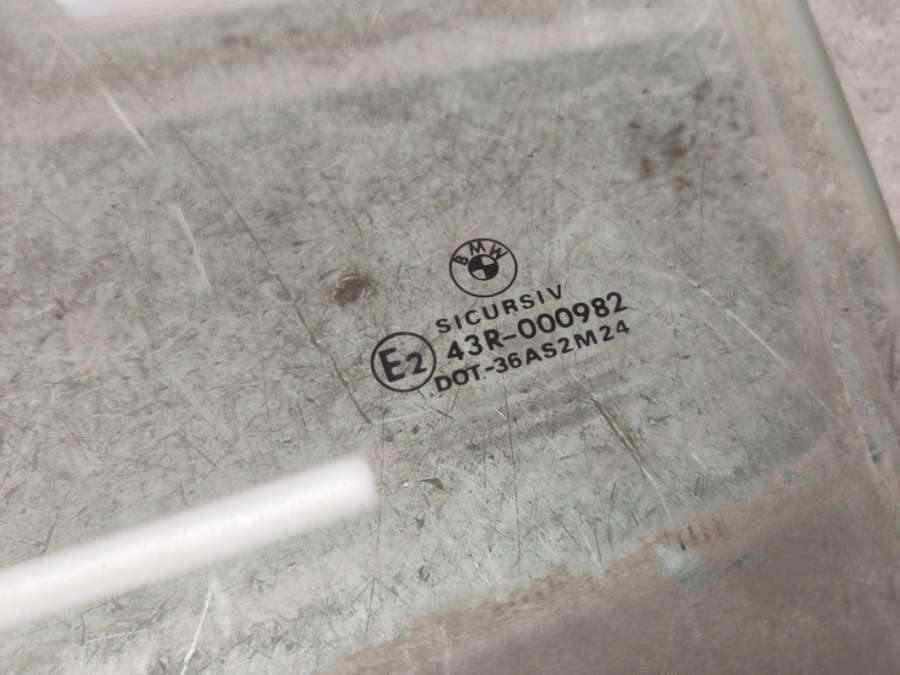 BMW
SICURSIV
E2 43R-000982
DOT-36AS2M24